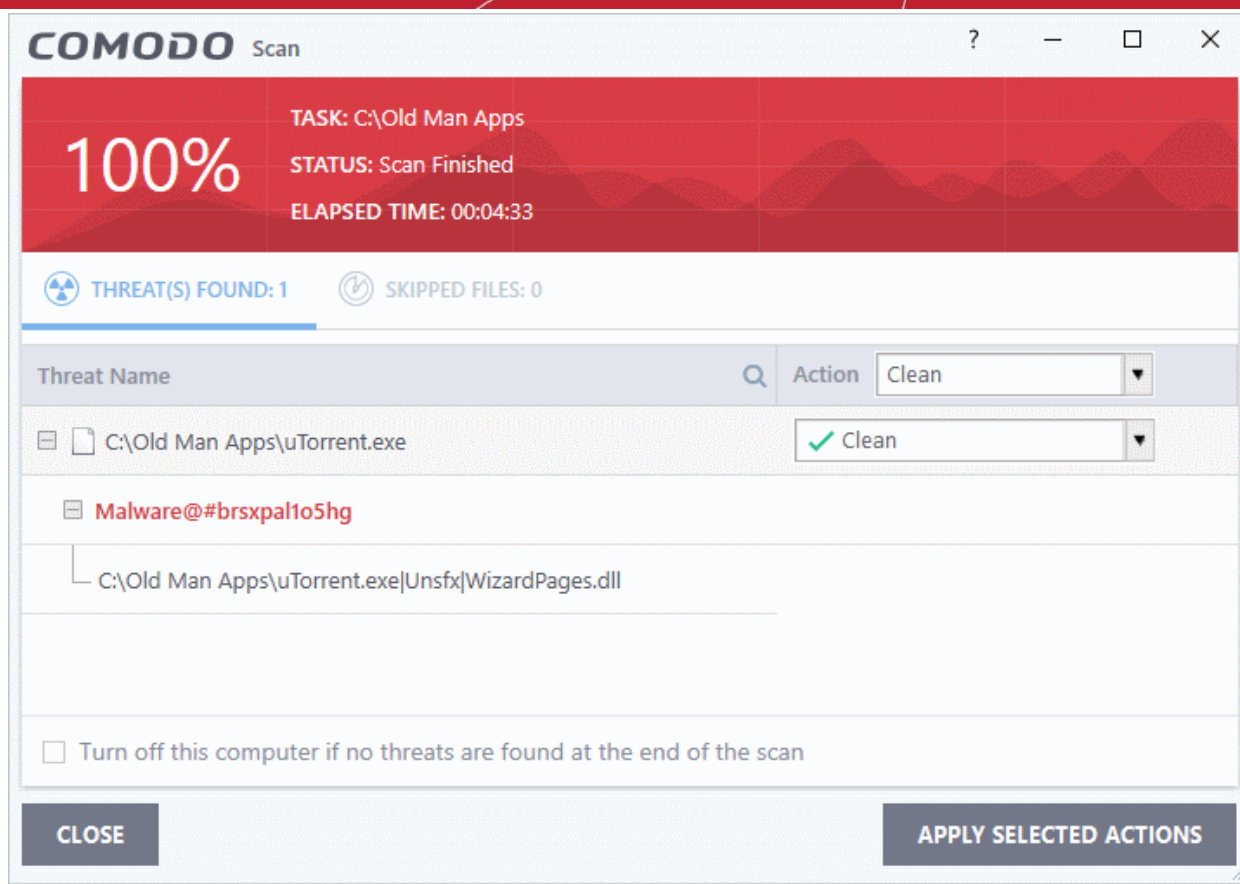 COMODO Scan
?
100%
TASK: C:\Old Man Apps
STATUS: Scan Finished
ELAPSED TIME: 00:04:33
THREAT(S) FOUND: 1 SKIPPED FILES: 0
Threat Name Action Clean
C:\Old Man Apps\uTorrent.exe Clean
Malware@#brsxpal1o5hg
C:\Old Man Apps\uTorrent.exe|Unsfx|WizardPages.dll
Turn off this computer if no threats are found at the end of the scan
CLOSE APPLY SELECTED ACTIONS